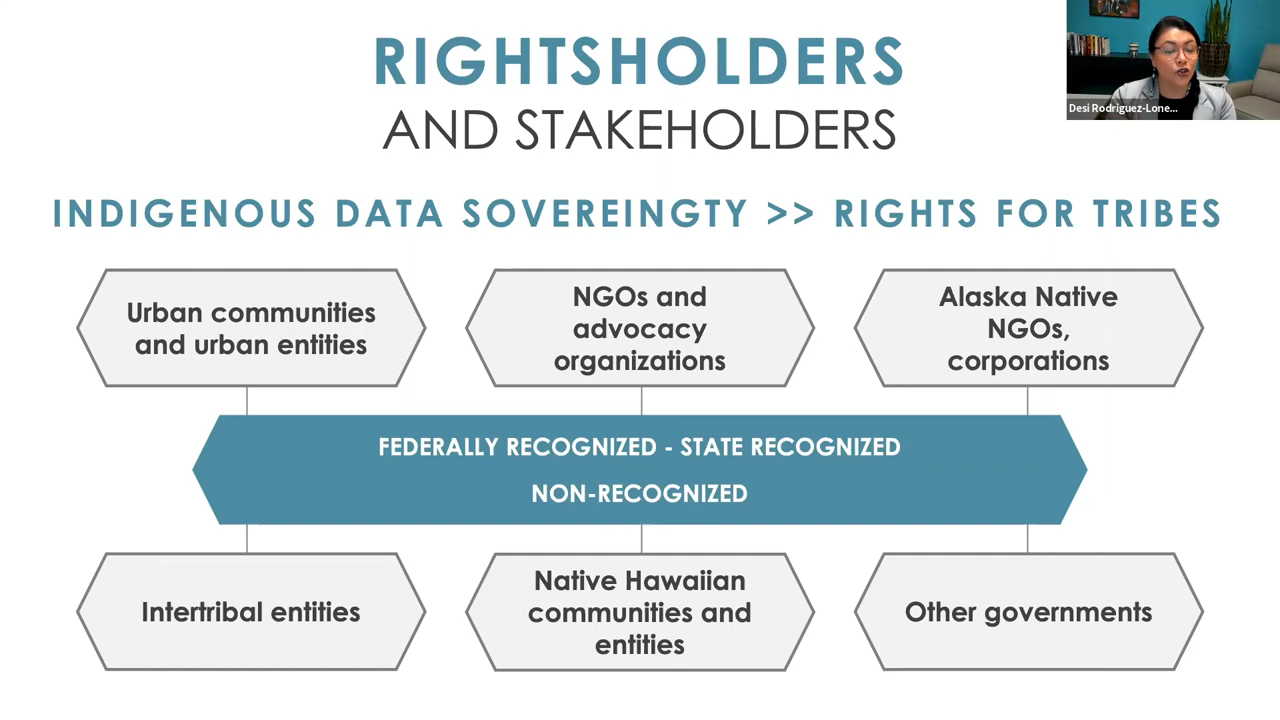 RIGHTSHOLDERS
AND STAKEHOLDERS
Desi Rodriguez-Lone...
INDIGENOUS DATA SOVEREINGTY >> RIGHTS FOR TRIBES
Urban communities
and urban entities
NGOs and
advocacy
organizations
Alaska Native
NGOs,
corporations
FEDERALLY RECOGNIZED - STATE RECOGNIZED
NON-RECOGNIZED
Intertribal entities
Native Hawaiian
communities and
entities
Other governments